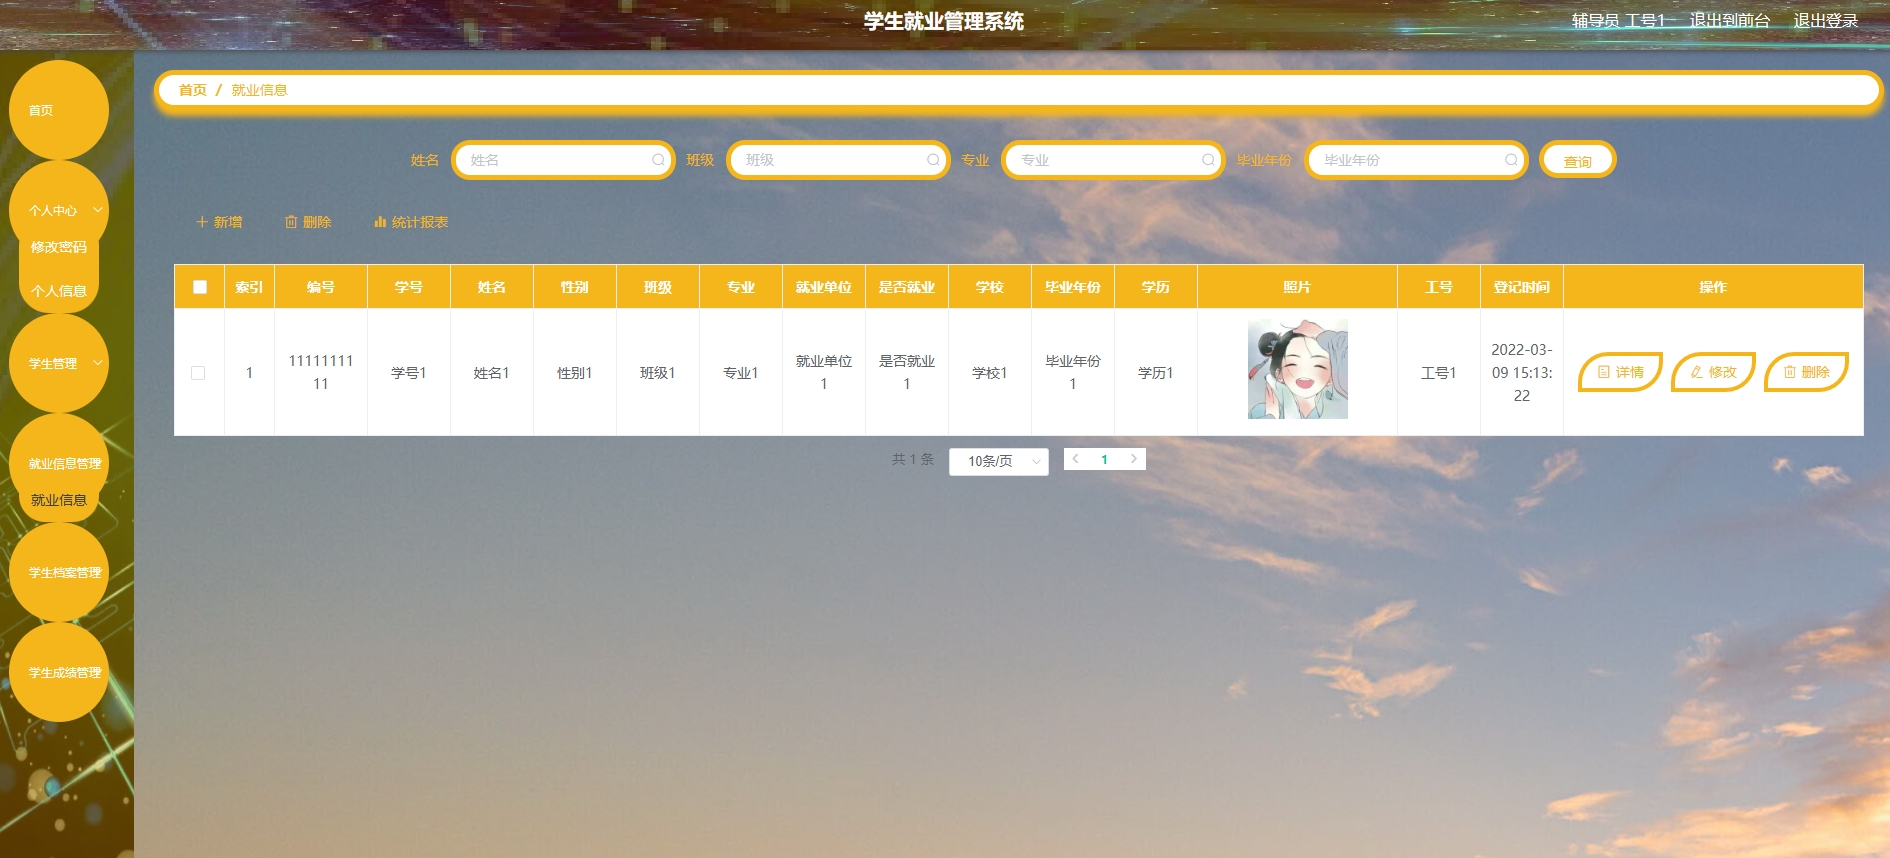 学生就业管理系统
辅导员 工号1 退出到前台 退出登录
首页
个人中心
修改密码
个人信息
学生管理
就业信息管理
就业信息
学生档案管理
学生成绩管理
首页 / 就业信息
姓名 姓名 班级 班级 专业 专业 毕业年份 毕业年份 查询
新增 删除 统计报表
索引 编号 学号 姓名 性别 班级 专业 就业单位 是否就业 学校 毕业年份 学历 照片 工号 登记时间 操作
1 11111111
11 学号1 姓名1 性别1 班级1 专业1 就业单位
1 是否就业
1 学校1 毕业年份
1 学历1 工号1 2022-03-
09 15:13:
22 详情 修改 删除
共 1 条 10条/页 1